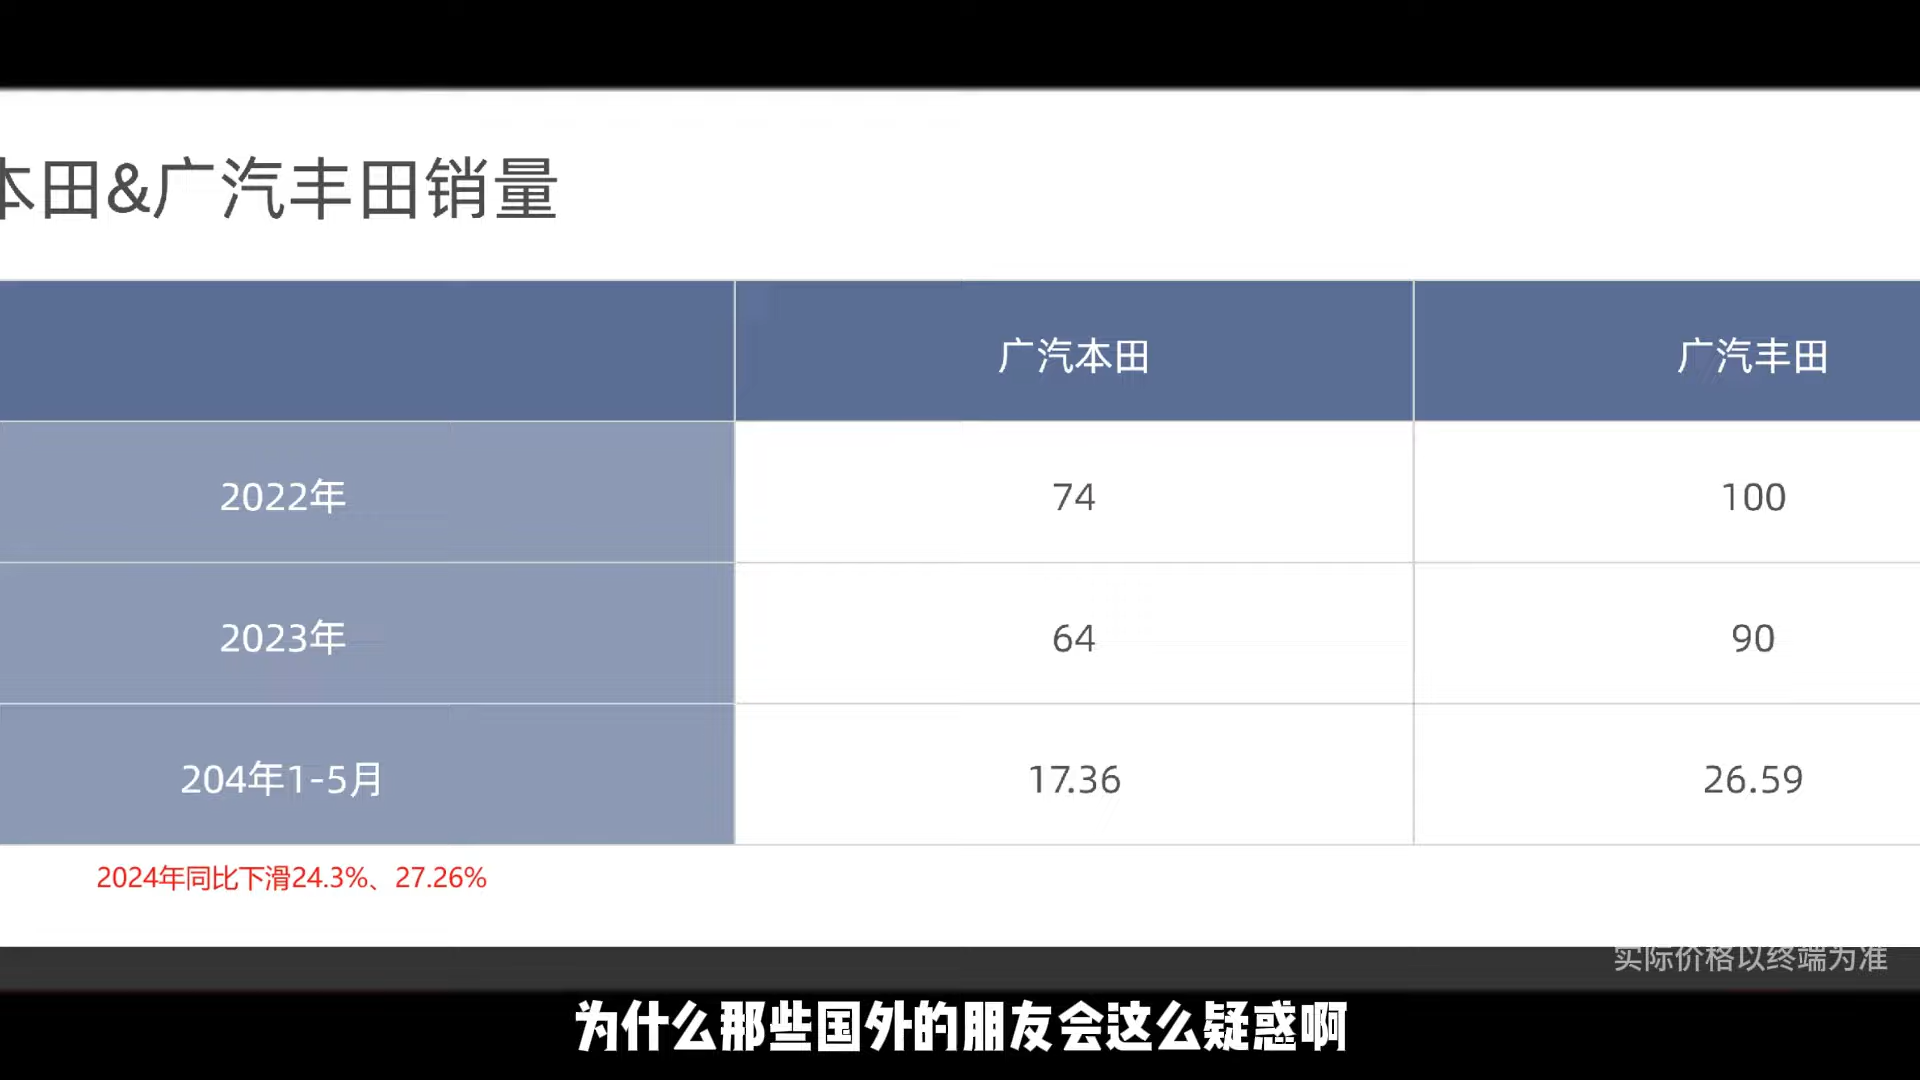 本田&广汽丰田销量
广汽本田 广汽丰田
2022年 74 100
2023年 64 90
204年1-5月 17.36 26.59
2024年同比下滑24.3%、27.26%
实际价格以终端为准
为什么那些国外的朋友会这么疑惑啊